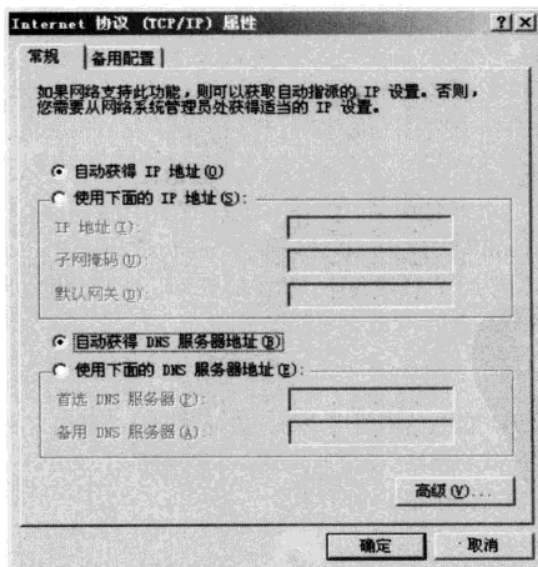 Internet 协议 (TCP/IP) 属性
常规 备用配置
如果网络支持此功能，则可以获取自动指派的 IP 设置。否则，
您需要从网络系统管理员处获得适当的 IP 设置。
自动获得 IP 地址(O)
使用下面的 IP 地址(S):
IP 地址(I):
子网掩码(U):
默认网关(D):
自动获得 DNS 服务器地址(B)
使用下面的 DNS 服务器地址(E):
首选 DNS 服务器(P):
备用 DNS 服务器(A):
高级(V)...
确定 取消